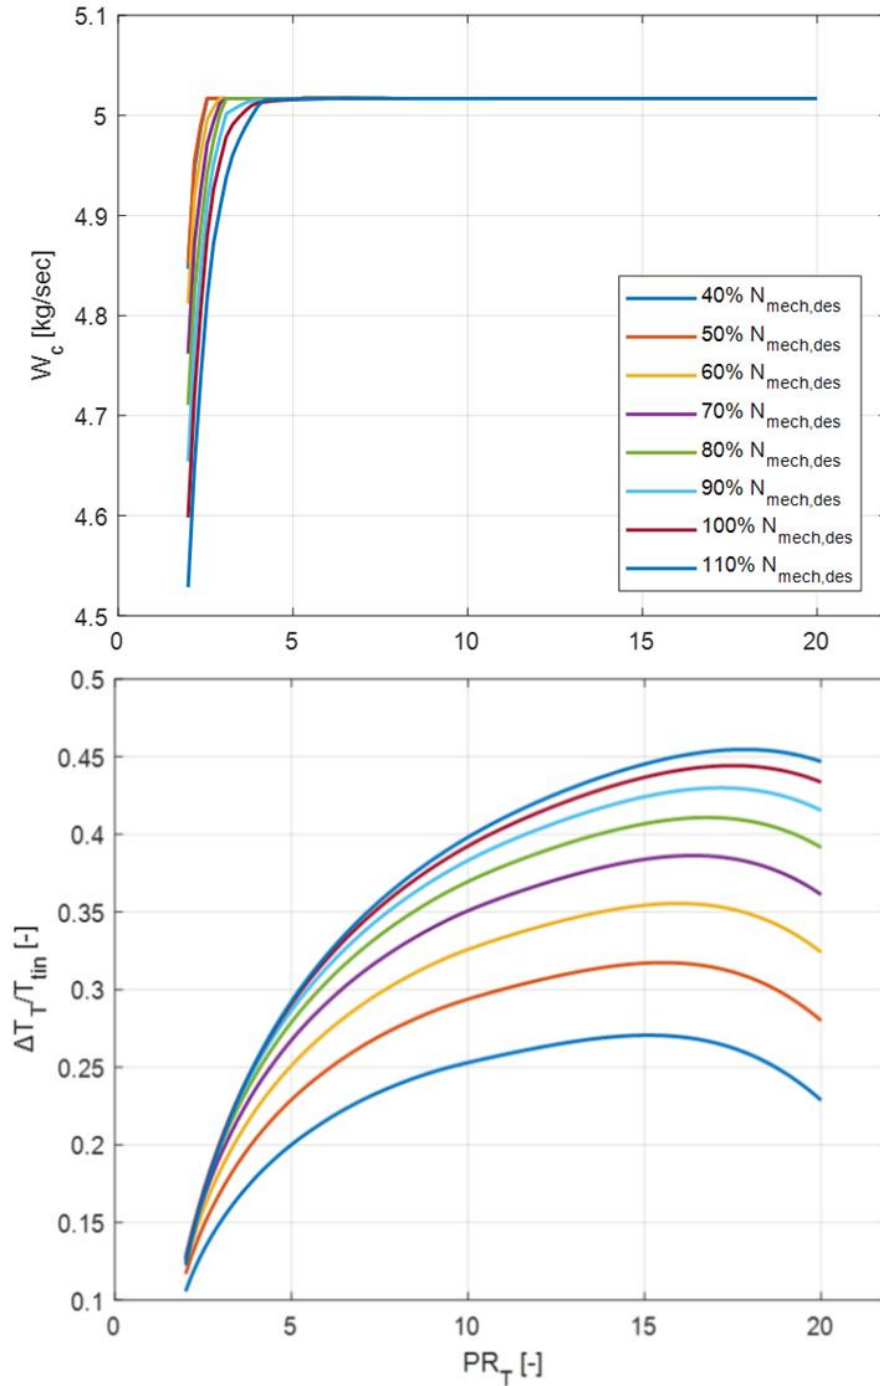 5.1
5
4.9
4.8
4.7
4.6
4.5
W_c [kg/sec]
40% N_mech,des
50% N_mech,des
60% N_mech,des
70% N_mech,des
80% N_mech,des
90% N_mech,des
100% N_mech,des
110% N_mech,des
0 5 10 15 20
0.5
0.45
0.4
0.35
0.3
0.25
0.2
0.15
0.1
ΔT_T/T_tin [-]
0 5 10 15 20
PR_T [-]